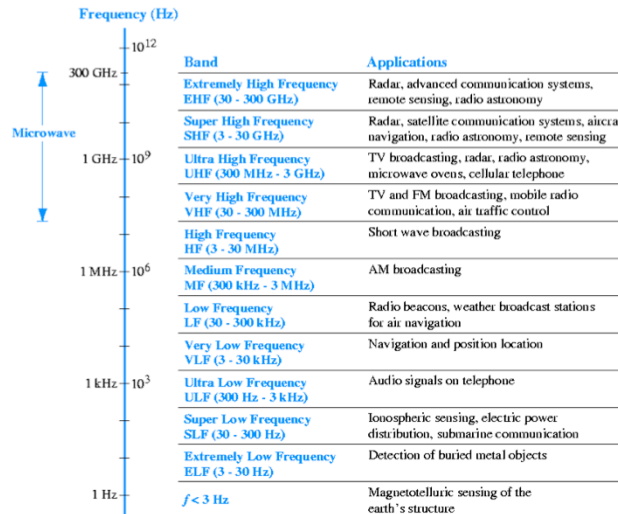 Frequency (Hz)
10¹²
300 GHz
Band Applications
Extremely High Frequency Radar, advanced communication systems,
EHF (30 - 300 GHz) remote sensing, radio astronomy
Microwave
Super High Frequency Radar, satellite communication systems, aircra
SHF (3 - 30 GHz) navigation, radio astronomy, remote sensing
1 GHz 10⁹
Ultra High Frequency TV broadcasting, radar, radio astronomy,
UHF (300 MHz - 3 GHz) microwave ovens, cellular telephone
Very High Frequency TV and FM broadcasting, mobile radio
VHF (30 - 300 MHz) communication, air traffic control
High Frequency Short wave broadcasting
HF (3 - 30 MHz)
1 MHz 10⁶
Medium Frequency AM broadcasting
MF (300 kHz - 3 MHz)
Low Frequency Radio beacons, weather broadcast stations
LF (30 - 300 kHz) for air navigation
Very Low Frequency Navigation and position location
VLF (3 - 30 kHz)
1 kHz 10³
Ultra Low Frequency Audio signals on telephone
ULF (300 Hz - 3 kHz)
Super Low Frequency Ionospheric sensing, electric power
SLF (30 - 300 Hz) distribution, submarine communication
Extremely Low Frequency Detection of buried metal objects
ELF (3 - 30 Hz)
1 Hz
f < 3 Hz Magnetotelluric sensing of the
earth's structure